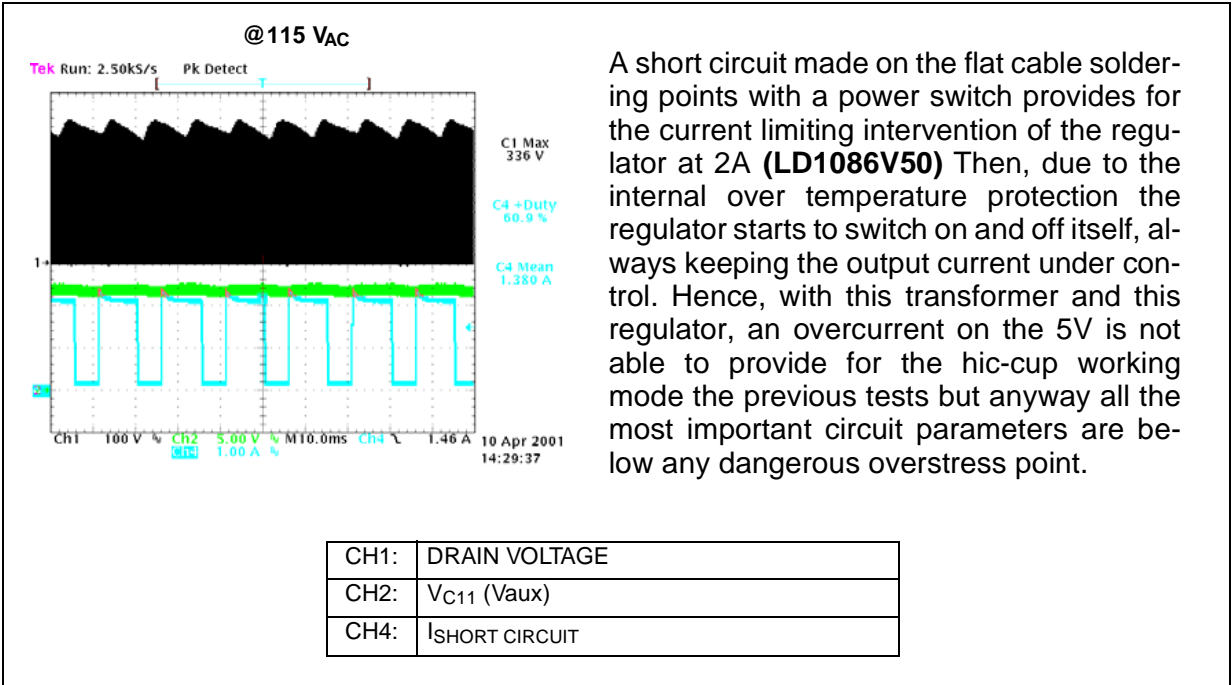 @115 VAC
Tek Run: 2.50kS/s Pk Detect
[ T ]
C1 Max
336 V
C4 +Duty
60.9 %
C4 Mean
1.380 A
1
2
Ch1 100 V Ch2 5.00 V M10.0ms Ch4 1.46 A
Ch4 1.00 A
10 Apr 2001
14:29:37
A short circuit made on the flat cable solder-
ing points with a power switch provides for
the current limiting intervention of the regu-
lator at 2A (LD1086V50) Then, due to the
internal over temperature protection the
regulator starts to switch on and off itself, al-
ways keeping the output current under con-
trol. Hence, with this transformer and this
regulator, an overcurrent on the 5V is not
able to provide for the hic-cup working
mode the previous tests but anyway all the
most important circuit parameters are be-
low any dangerous overstress point.
CH1: DRAIN VOLTAGE
CH2: VC11 (Vaux)
CH4: ISHORT CIRCUIT